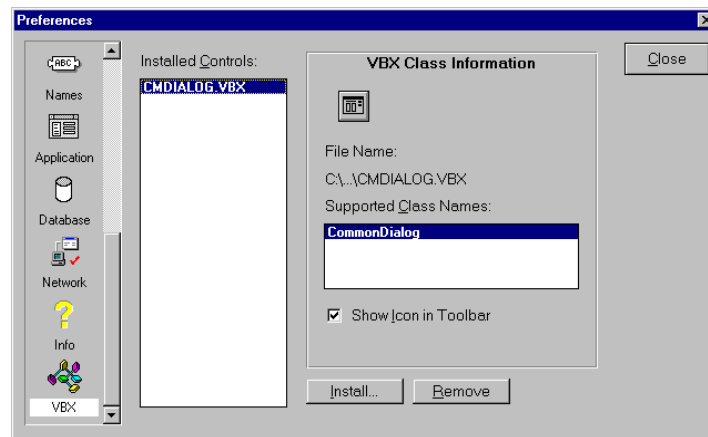 Preferences
ABC
Names
Application
Database
Network
Info
VBX
Installed Controls:
CMDIALOG.VBX
VBX Class Information
File Name:
C:\...\CMDIALOG.VBX
Supported Class Names:
CommonDialog
Show Icon in Toolbar
Install...
Remove
Close